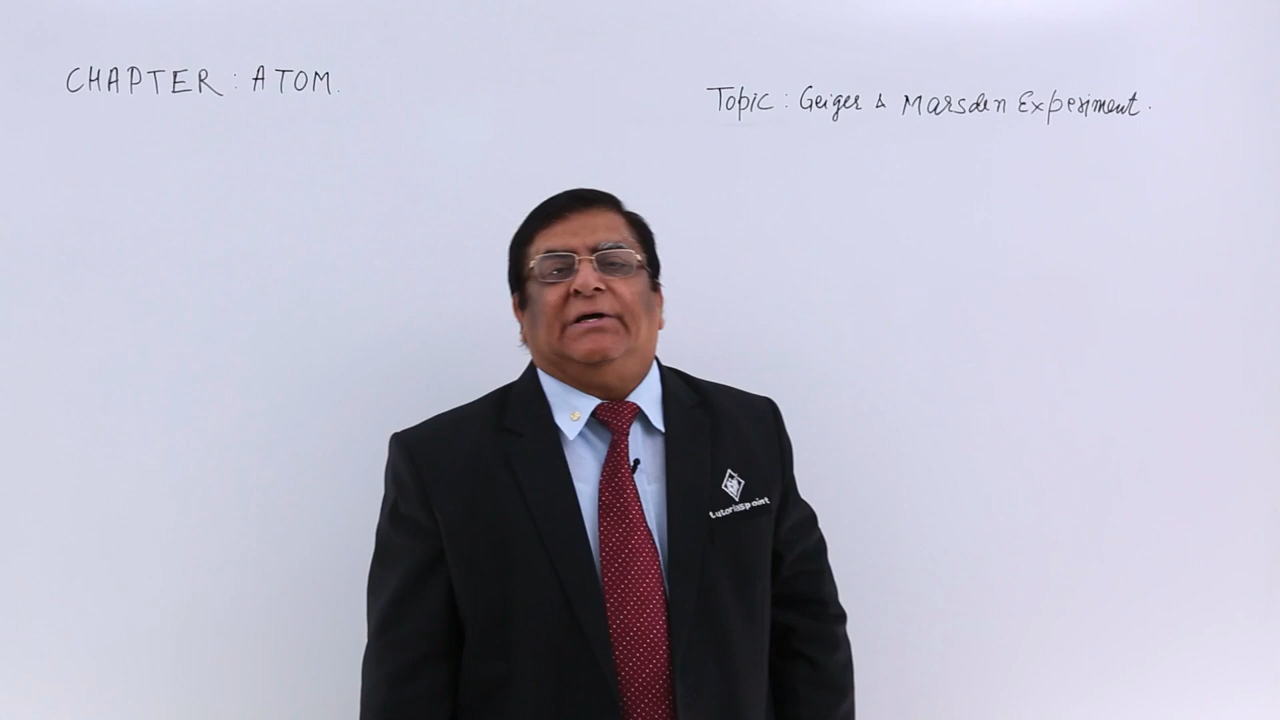 CHAPTER : ATOM.
Topic : Geiger & Marsden Experiment.
tutorialspoint